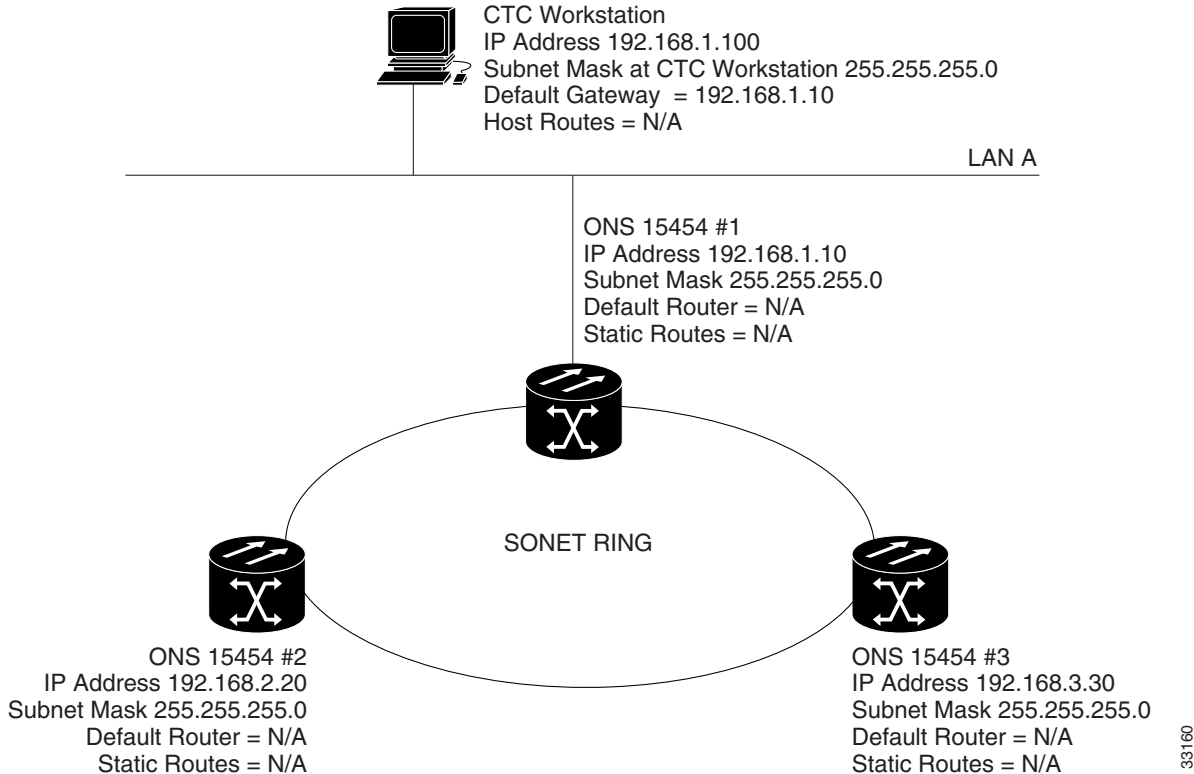 CTC Workstation
IP Address 192.168.1.100
Subnet Mask at CTC Workstation 255.255.255.0
Default Gateway = 192.168.1.10
Host Routes = N/A
LAN A
ONS 15454 #1
IP Address 192.168.1.10
Subnet Mask 255.255.255.0
Default Router = N/A
Static Routes = N/A
SONET RING
ONS 15454 #2
IP Address 192.168.2.20
Subnet Mask 255.255.255.0
Default Router = N/A
Static Routes = N/A
ONS 15454 #3
IP Address 192.168.3.30
Subnet Mask 255.255.255.0
Default Router = N/A
Static Routes = N/A
33160